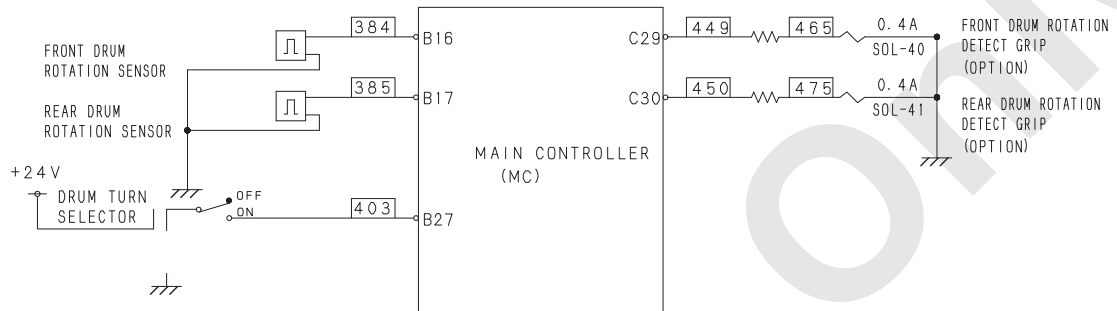 FRONT DRUM
ROTATION SENSOR
384
B16
REAR DRUM
ROTATION SENSOR
385
B17
+24V
DRUM TURN
SELECTOR
OFF
ON
403
B27
MAIN CONTROLLER
(MC)
C29
449
465
0.4A
SOL-40
FRONT DRUM ROTATION
DETECT GRIP
(OPTION)
C30
450
475
0.4A
SOL-41
REAR DRUM ROTATION
DETECT GRIP
(OPTION)